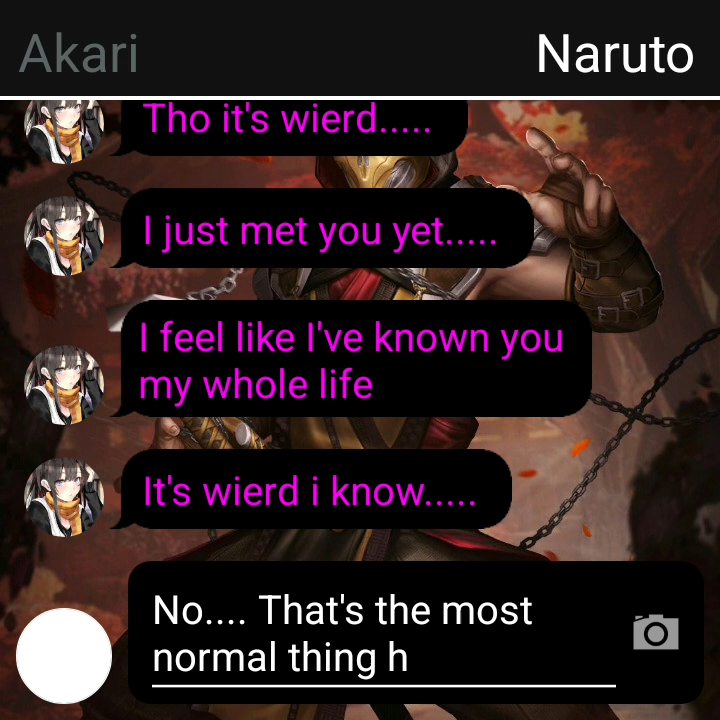 Akari
Naruto
Tho it's wierd.....
I just met you yet.....
I feel like I've known you
my whole life
It's wierd i know.....
No.... That's the most
normal thing h